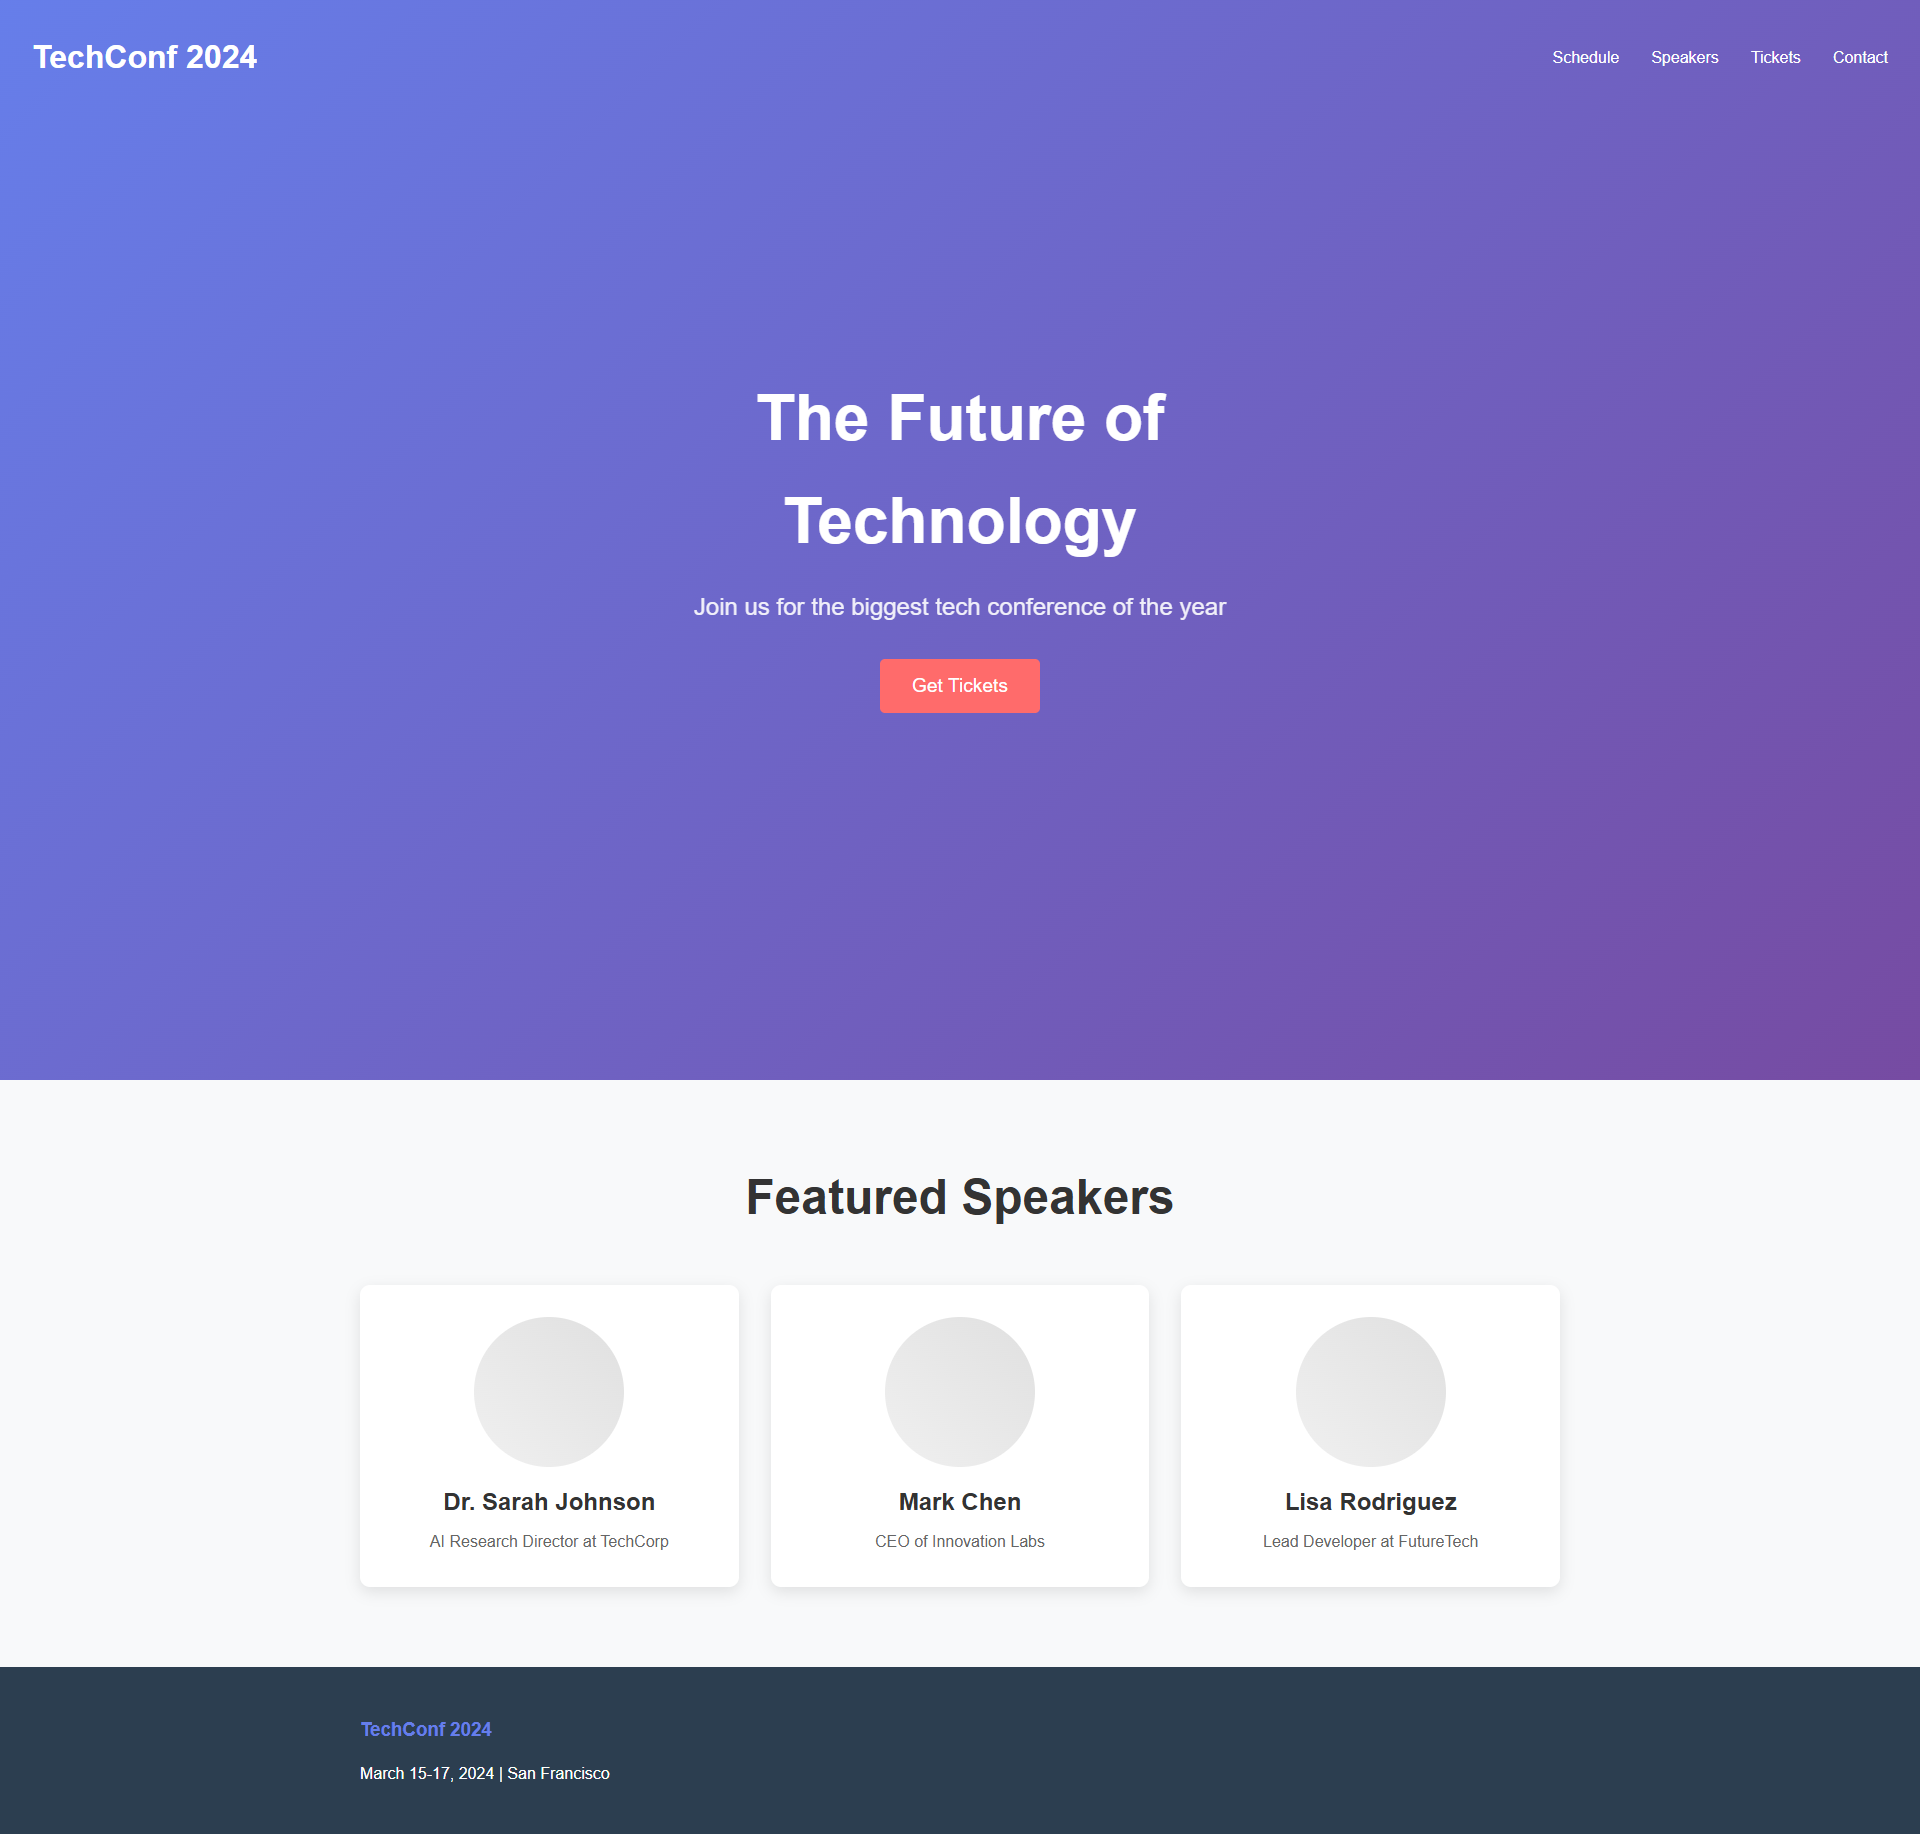 TechConf 2024
Schedule Speakers Tickets Contact
The Future of
Technology
Join us for the biggest tech conference of the year
Get Tickets
Featured Speakers
Dr. Sarah Johnson
AI Research Director at TechCorp
Mark Chen
CEO of Innovation Labs
Lisa Rodriguez
Lead Developer at FutureTech
TechConf 2024
March 15-17, 2024 | San Francisco